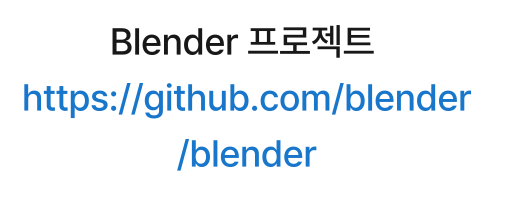 Blender 프로젝트
https://github.com/blender
/blender